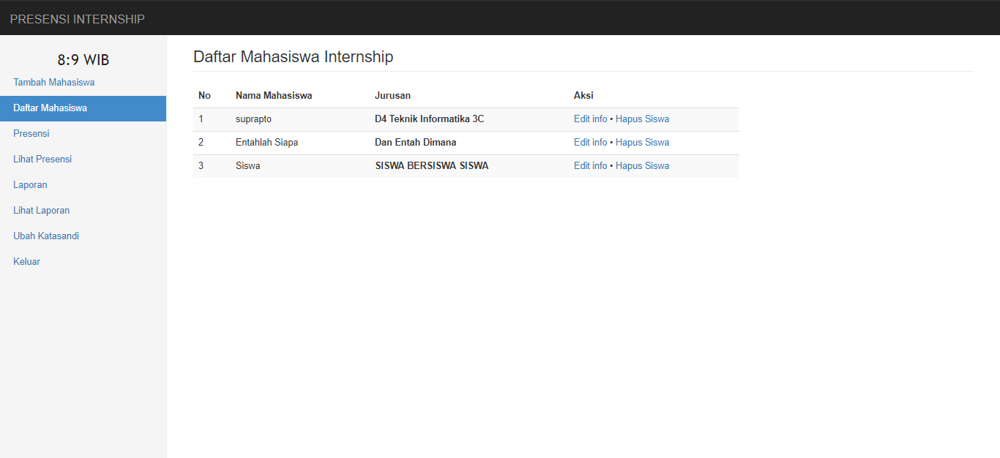 PRESENSI INTERNSHIP
8:9 WIB
Tambah Mahasiswa
Daftar Mahasiswa
Presensi
Lihat Presensi
Laporan
Lihat Laporan
Ubah Katasandi
Keluar
Daftar Mahasiswa Internship
No Nama Mahasiswa Jurusan Aksi
1 suprapto D4 Teknik Informatika 3C Edit info • Hapus Siswa
2 Entahlah Siapa Dan Entah Dimana Edit info • Hapus Siswa
3 Siswa SISWA BERSISWA SISWA Edit info • Hapus Siswa